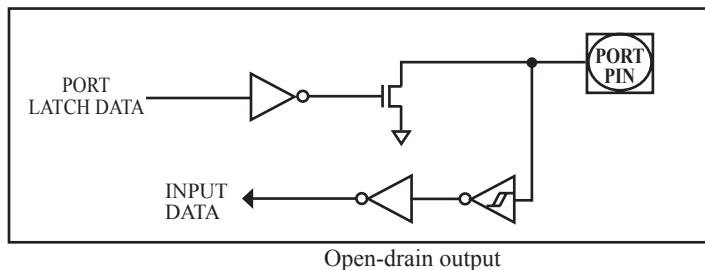 PORT
LATCH DATA
PORT
PIN
INPUT
DATA
Open-drain output